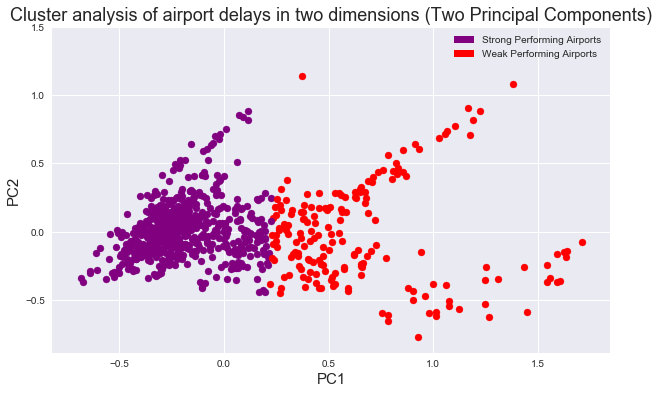 Cluster analysis of airport delays in two dimensions (Two Principal Components)
Strong Performing Airports
Weak Performing Airports
1.5
1.0
0.5
0.0
−0.5
PC2
−0.5
0.0
0.5
1.0
1.5
PC1